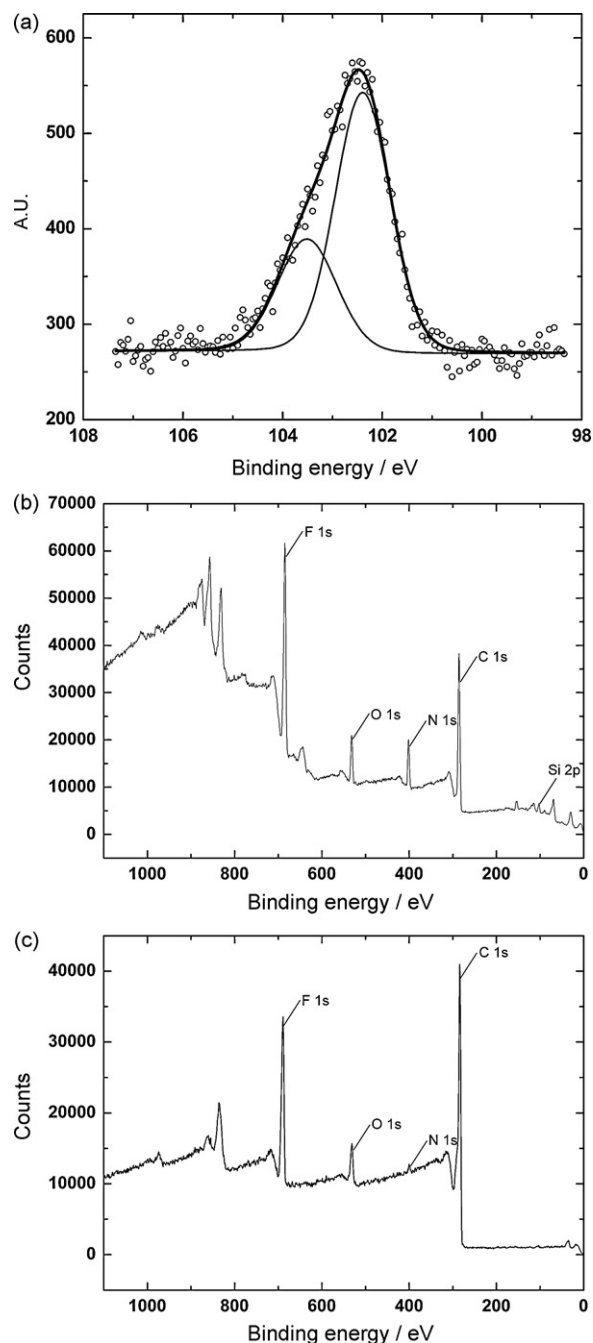 (a)
600
500
400
300
200
A.U.
108 106 104 102 100 98
Binding energy / eV
(b)
70000
60000
50000
40000
30000
20000
10000
0
Counts
F 1s
O 1s
N 1s
C 1s
Si 2p
1000 800 600 400 200 0
Binding energy / eV
(c)
40000
30000
20000
10000
0
Counts
C 1s
F 1s
O 1s
N 1s
1000 800 600 400 200 0
Binding energy / eV